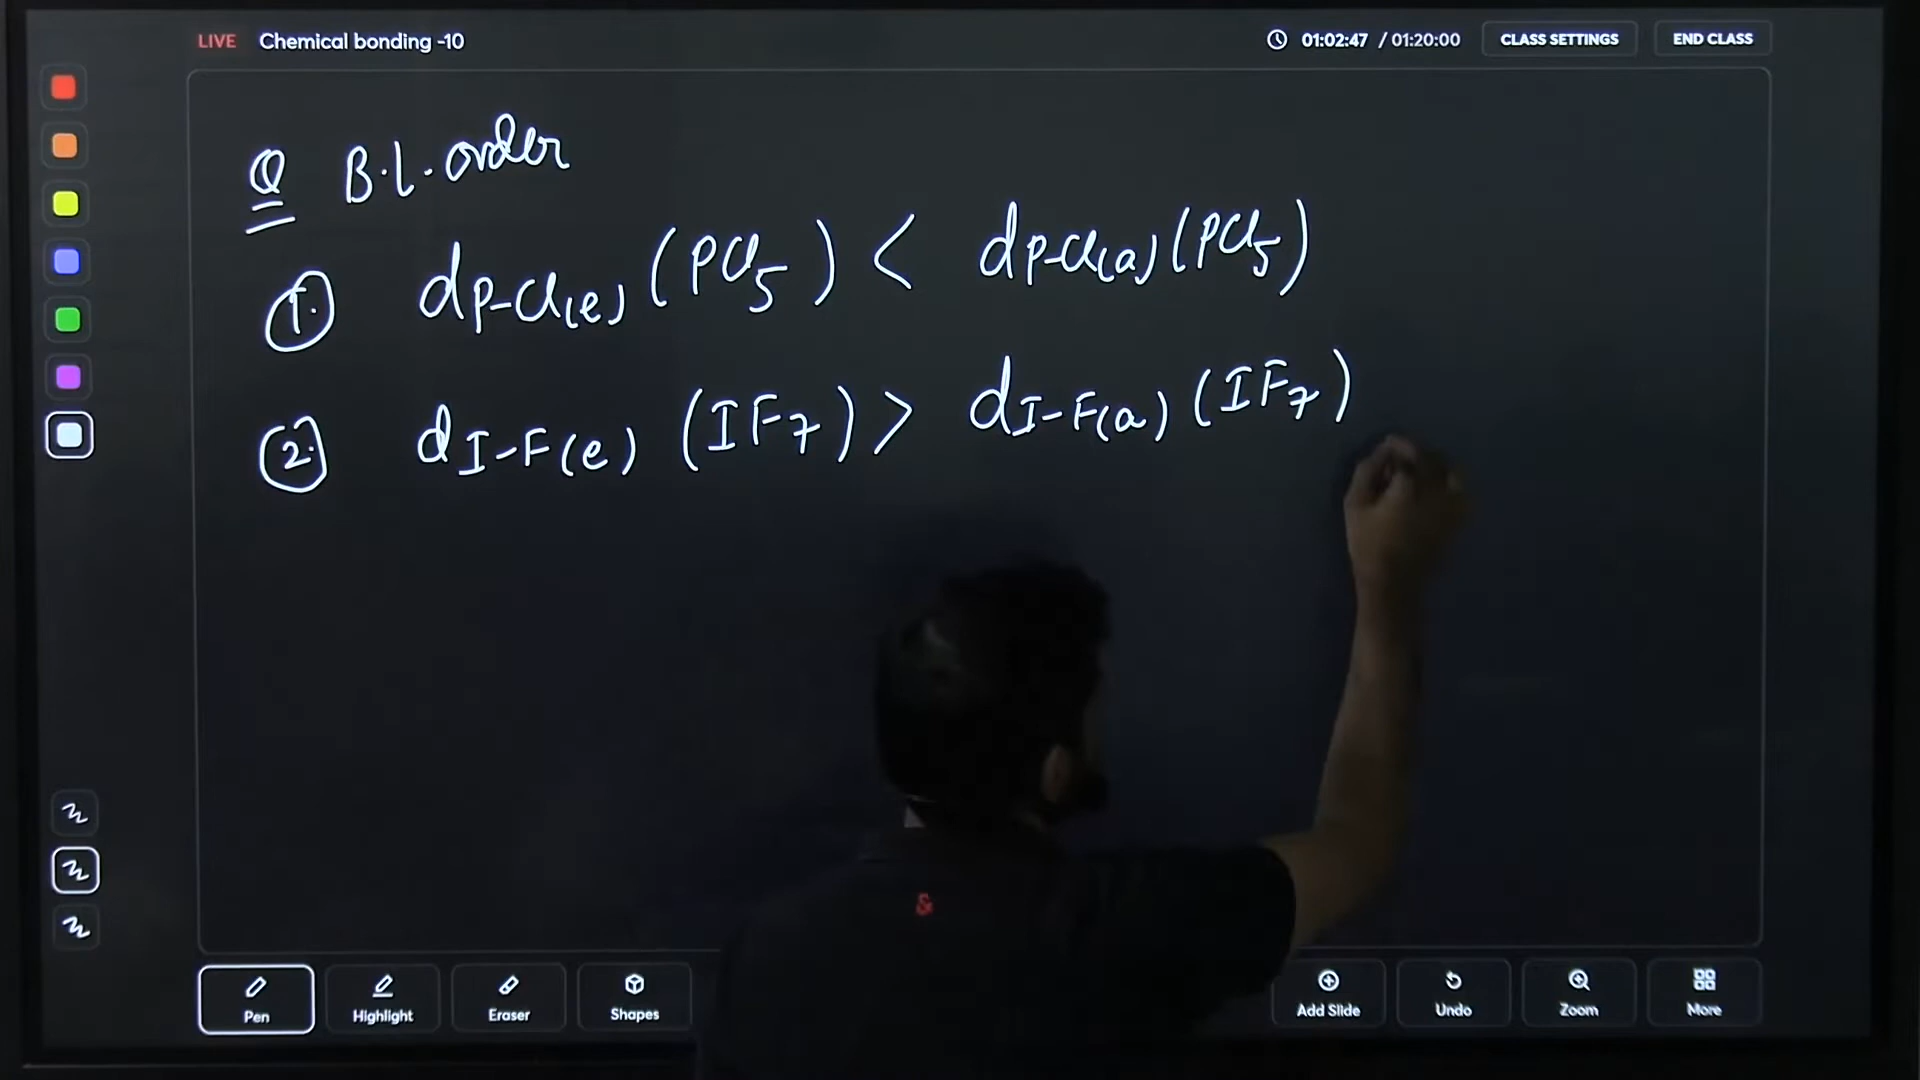 LIVE Chemical bonding -10 01:02:47 / 01:20:00 CLASS SETTINGS END CLASS
Q B.L. order
1. dP-Cl(e) (PCl5) < dP-Cl(a) (PCl5)
2. dI-F(e) (IF7) > dI-F(a) (IF7)
&
Pen Highlight Eraser Shapes Add Slide Undo Zoom More